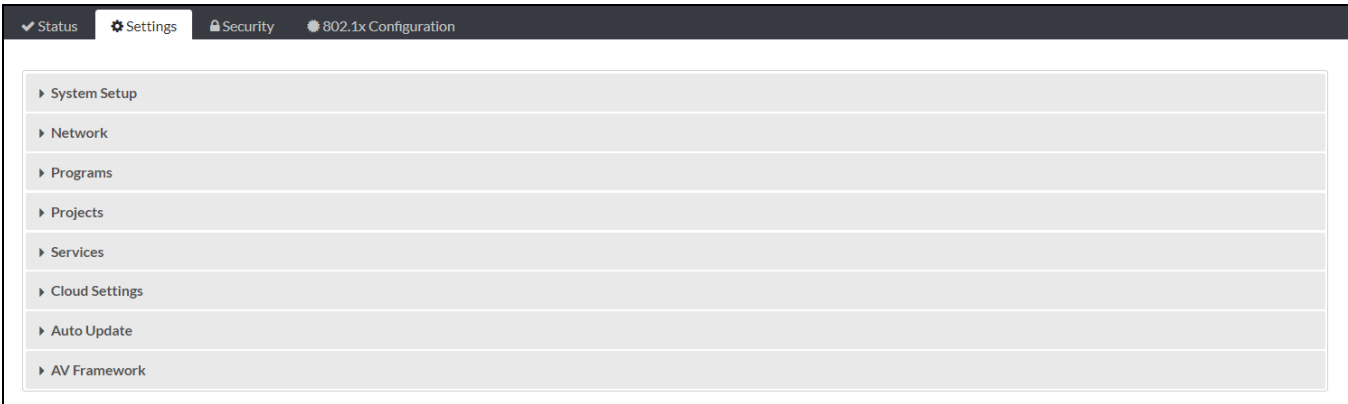 Status Settings Security 802.1x Configuration
System Setup
Network
Programs
Projects
Services
Cloud Settings
Auto Update
AV Framework